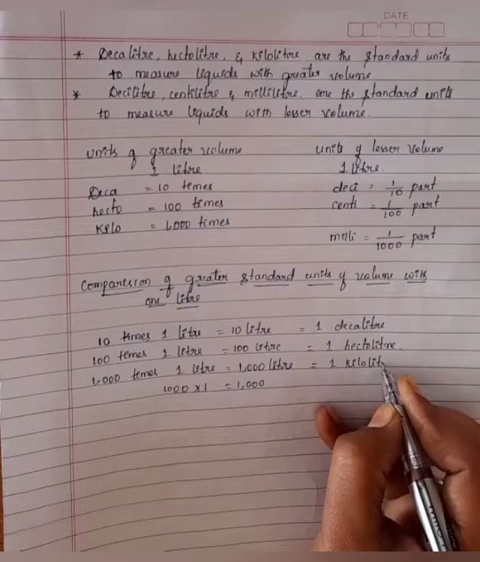 DATE
* Decalitre, hectolitre, & Kilolitre are the standard units
to measure liquids with greater volume
* Decilitre, centilitre & millilitre are the standard units
to measure liquids with lesser volume.
units of greater volume
1 litre
Deca = 10 times
hecto = 100 times
Kilo = 1,000 times
units of lesser volume
1 litre.
deci = 1/10 part
centi = 1/100 part
milli = 1/1000 part
Comparision of greater standard units of volume with
one litre
10 times 1 litre = 10 litre = 1 decalitre
100 times 1 litre = 100 litre = 1 hectolitre.
1,000 times 1 litre = 1,000 litre = 1 Kilolit
1000 x 1 = 1,000